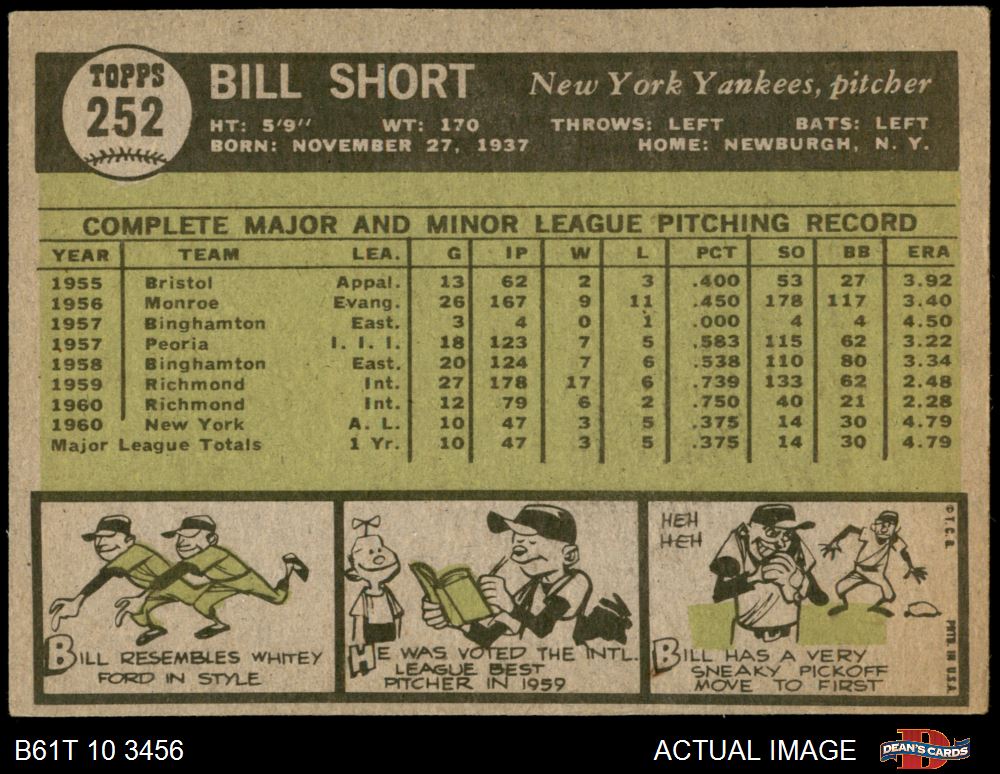 TOPPS
252
BILL SHORT New York Yankees, pitcher
HT: 5'9" WT: 170 THROWS: LEFT BATS: LEFT
BORN: NOVEMBER 27, 1937 HOME: NEWBURGH, N. Y.
COMPLETE MAJOR AND MINOR LEAGUE PITCHING RECORD
YEAR TEAM LEA. G IP W L PCT SO BB ERA
1955 Bristol Appal. 13 62 2 3 .400 53 27 3.92
1956 Monroe Evang. 26 167 9 11 .450 178 117 3.40
1957 Binghamton East. 3 4 0 1 .000 4 4 4.50
1957 Peoria I. I. I. 18 123 7 5 .583 115 62 3.22
1958 Binghamton East. 20 124 7 6 .538 110 80 3.34
1959 Richmond Int. 27 178 17 6 .739 133 62 2.48
1960 Richmond Int. 12 79 6 2 .750 40 21 2.28
1960 New York A. L. 10 47 3 5 .375 14 30 4.79
Major League Totals 1 Yr. 10 47 3 5 .375 14 30 4.79
BILL RESEMBLES WHITEY
FORD IN STYLE
HE WAS VOTED THE INTL.
LEAGUE BEST
PITCHER IN 1959
HEH
HEH
BILL HAS A VERY
SNEAKY PICKOFF
MOVE TO FIRST
© T.C.G.
PRTD. IN U.S.A.
B61T 10 3456
ACTUAL IMAGE
DEAN'S CARDS